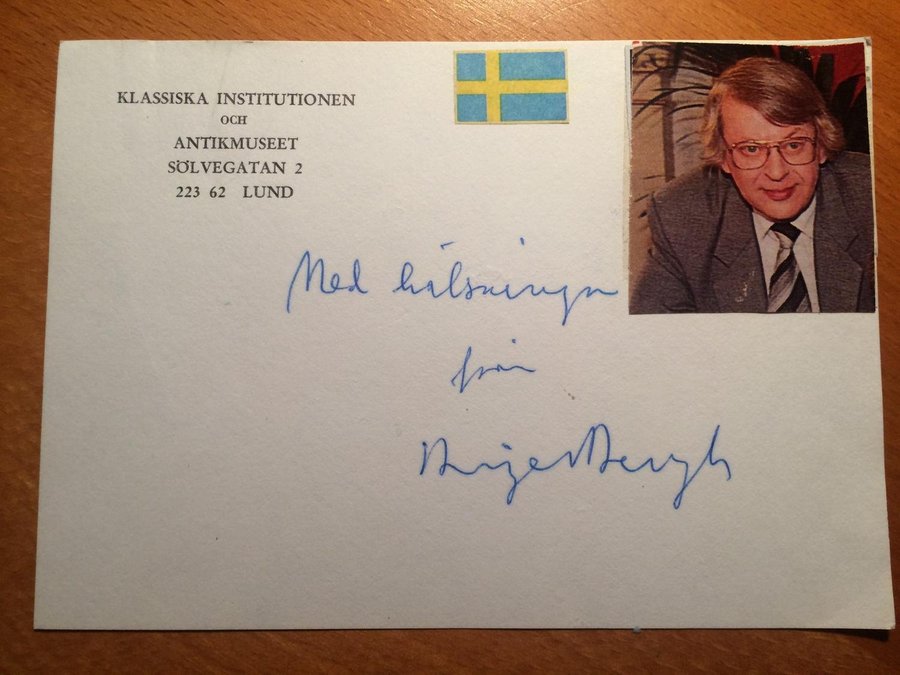 KLASSISKA INSTITUTIONEN
OCH
ANTIKMUSEET
SÖLVEGATAN 2
223 62 LUND
Med hälsningar
från
Birger Bergh